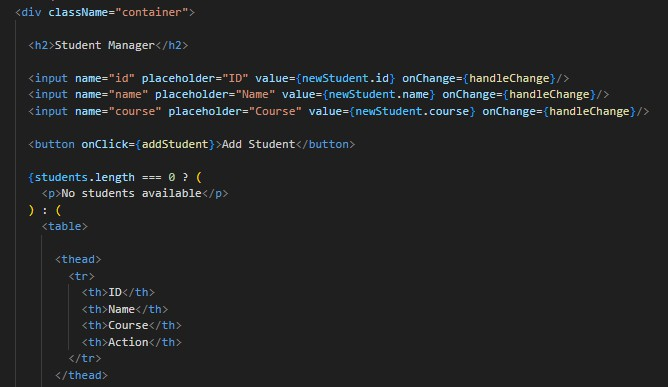 <div className="container">
<h2>Student Manager</h2>
<input name="id" placeholder="ID" value={newStudent.id} onChange={handleChange}/>
<input name="name" placeholder="Name" value={newStudent.name} onChange={handleChange}/>
<input name="course" placeholder="Course" value={newStudent.course} onChange={handleChange}/>
<button onClick={addStudent}>Add Student</button>
{students.length === 0 ? (
<p>No students available</p>
) : (
<table>
<thead>
<tr>
<th>ID</th>
<th>Name</th>
<th>Course</th>
<th>Action</th>
</tr>
</thead>